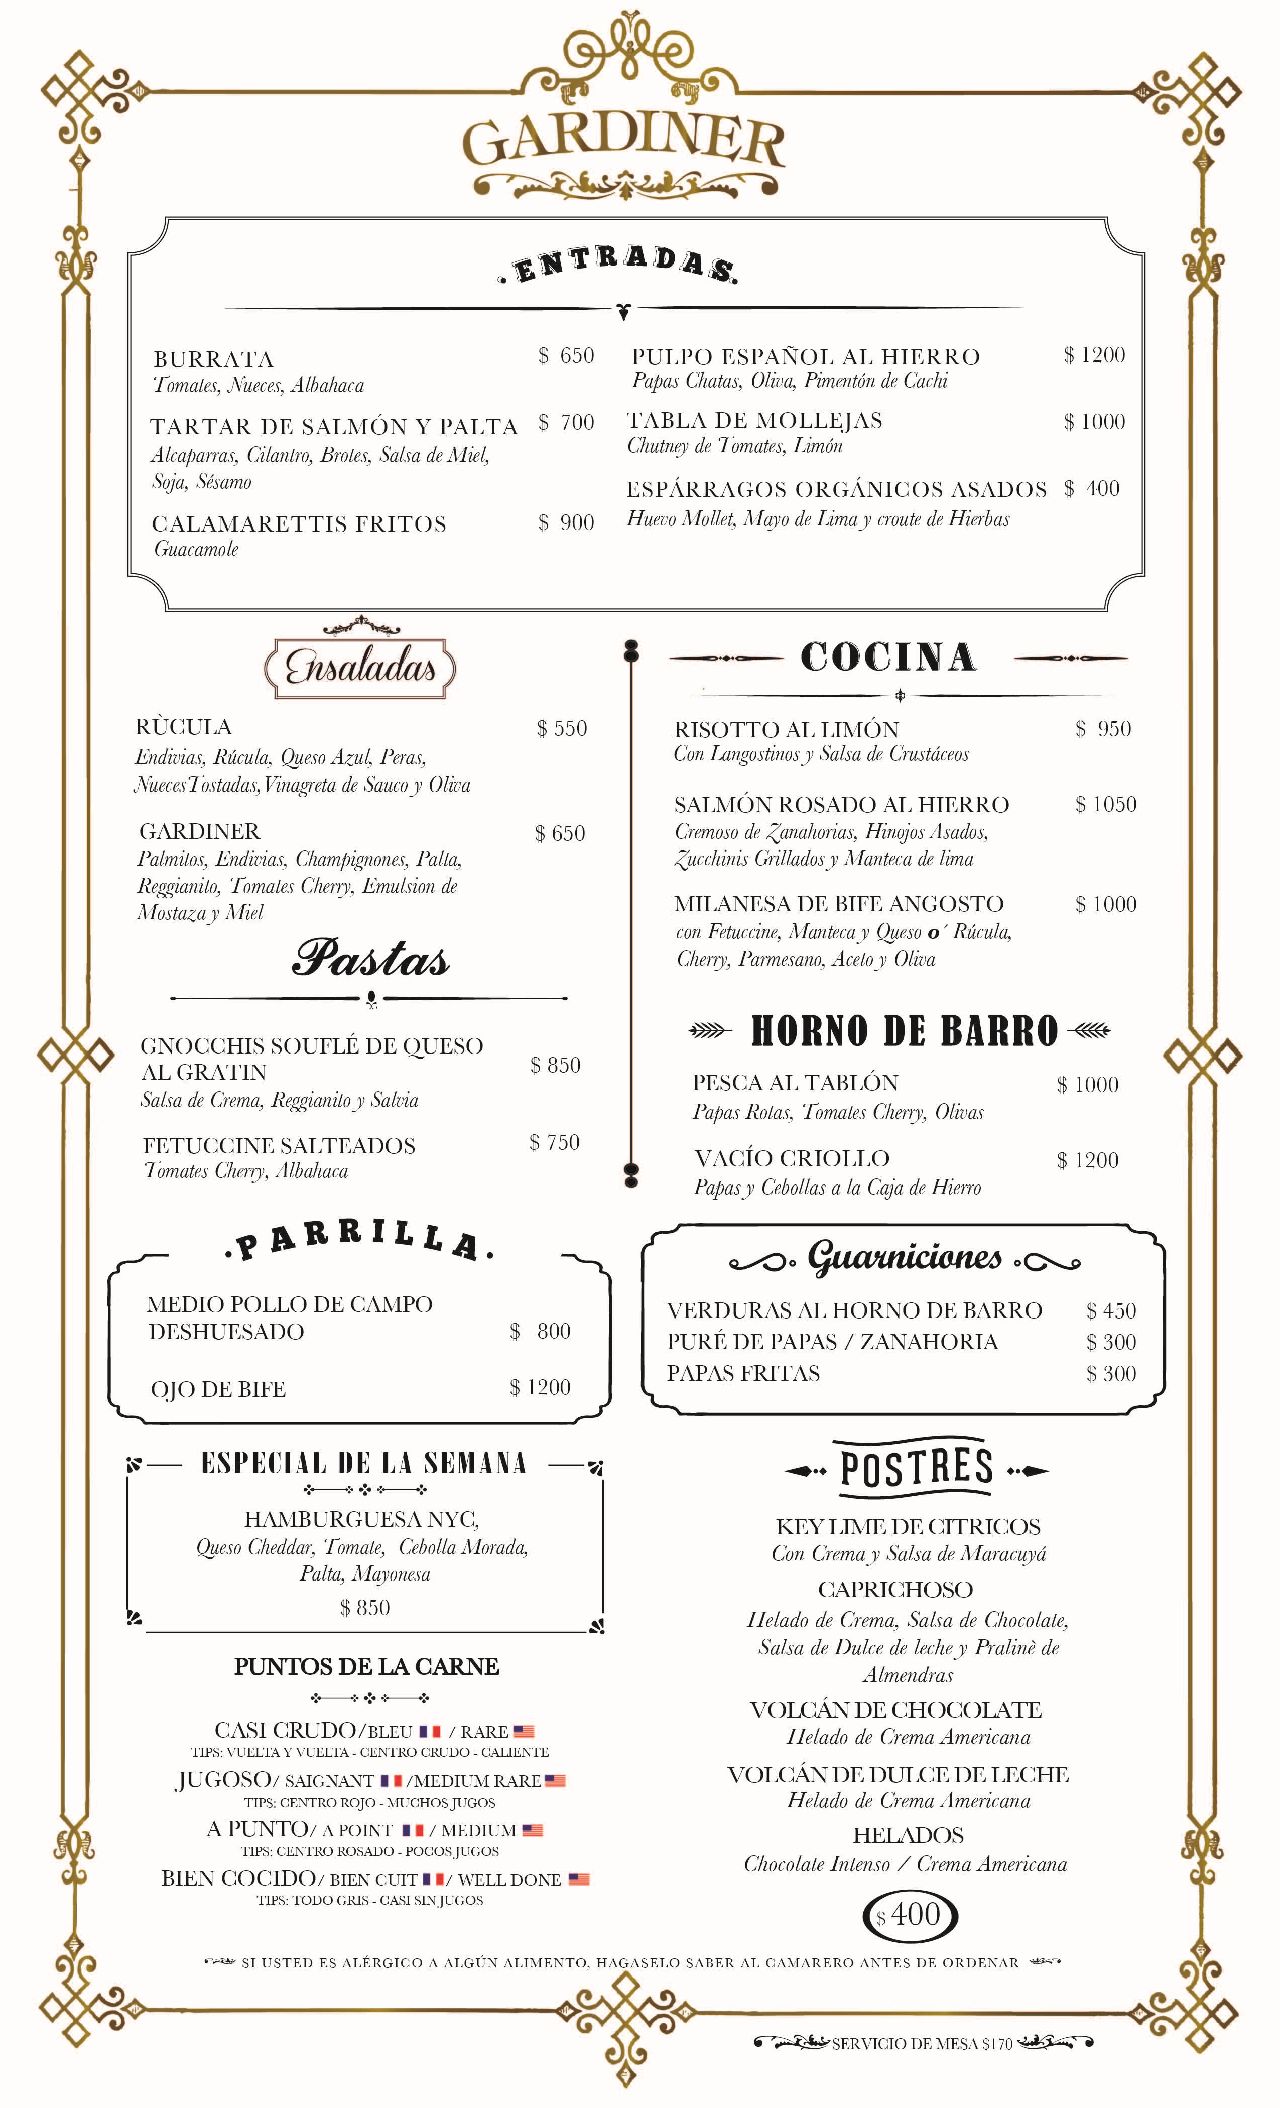 GARDINER
.ENTRADAS.
BURRATA $ 650
Tomates, Nueces, Albahaca
TARTAR DE SALMÓN Y PALTA $ 700
Alcaparras, Cilantro, Brotes, Salsa de Miel,
Soja, Sésamo
CALAMARETTIS FRITOS $ 900
Guacamole
PULPO ESPAÑOL AL HIERRO $ 1200
Papas Chatas, Oliva, Pimentón de Cachi
TABLA DE MOLLEJAS $ 1000
Chutney de Tomates, Limón
ESPÁRRAGOS ORGÁNICOS ASADOS $ 400
Huevo Mollet, Mayo de Lima y croute de Hierbas
Ensaladas
RÙCULA $ 550
Endivias, Rúcula, Queso Azul, Peras,
Nueces Tostadas, Vinagreta de Sauco y Oliva
GARDINER $ 650
Palmitos, Endivias, Champignones, Palta,
Reggianito, Tomates Cherry, Emulsion de
Mostaza y Miel
Pastas
GNOCCHIS SOUFLÉ DE QUESO
AL GRATIN $ 850
Salsa de Crema, Reggianito y Salvia
FETUCCINE SALTEADOS $ 750
Tomates Cherry, Albahaca
COCINA
RISOTTO AL LIMÓN $ 950
Con Langostinos y Salsa de Crustáceos
SALMÓN ROSADO AL HIERRO $ 1050
Cremoso de Zanahorias, Hinojos Asados,
Zucchinis Grillados y Manteca de lima
MILANESA DE BIFE ANGOSTO $ 1000
con Fetuccine, Manteca y Queso o´ Rúcula,
Cherry, Parmesano, Aceto y Oliva
HORNO DE BARRO
PESCA AL TABLÓN $ 1000
Papas Rotas, Tomates Cherry, Olivas
VACÍO CRIOLLO $ 1200
Papas y Cebollas a la Caja de Hierro
.PARRILLA.
MEDIO POLLO DE CAMPO
DESHUESADO $ 800
OJO DE BIFE $ 1200
Guarniciones
VERDURAS AL HORNO DE BARRO $ 450
PURÉ DE PAPAS / ZANAHORIA $ 300
PAPAS FRITAS $ 300
ESPECIAL DE LA SEMANA
HAMBURGUESA NYC,
Queso Cheddar, Tomate, Cebolla Morada,
Palta, Mayonesa
$ 850
PUNTOS DE LA CARNE
CASI CRUDO/BLEU / RARE
TIPS: VUELTA Y VUELTA - CENTRO CRUDO - CALIENTE
JUGOSO/ SAIGNANT /MEDIUM RARE
TIPS: CENTRO ROJO - MUCHOS JUGOS
A PUNTO/ A POINT / MEDIUM
TIPS: CENTRO ROSADO - POCOS JUGOS
BIEN COCIDO/ BIEN CUIT / WELL DONE
TIPS: TODO GRIS - CASI SIN JUGOS
POSTRES
KEY LIME DE CITRICOS
Con Crema y Salsa de Maracuyá
CAPRICHOSO
Helado de Crema, Salsa de Chocolate,
Salsa de Dulce de leche y Pralinè de
Almendras
VOLCÁN DE CHOCOLATE
Helado de Crema Americana
VOLCÁN DE DULCE DE LECHE
Helado de Crema Americana
HELADOS
Chocolate Intenso / Crema Americana
$ 400
SI USTED ES ALÉRGICO A ALGÚN ALIMENTO, HAGASELO SABER AL CAMARERO ANTES DE ORDENAR
SERVICIO DE MESA $170